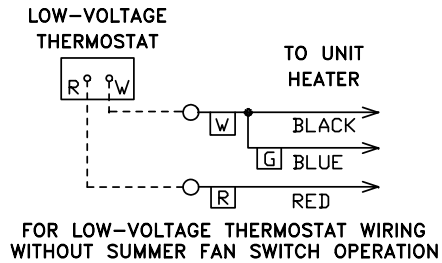 LOW-VOLTAGE
THERMOSTAT
TO UNIT
HEATER
R W
W
BLACK
G
BLUE
R
RED
FOR LOW-VOLTAGE THERMOSTAT WIRING
WITHOUT SUMMER FAN SWITCH OPERATION